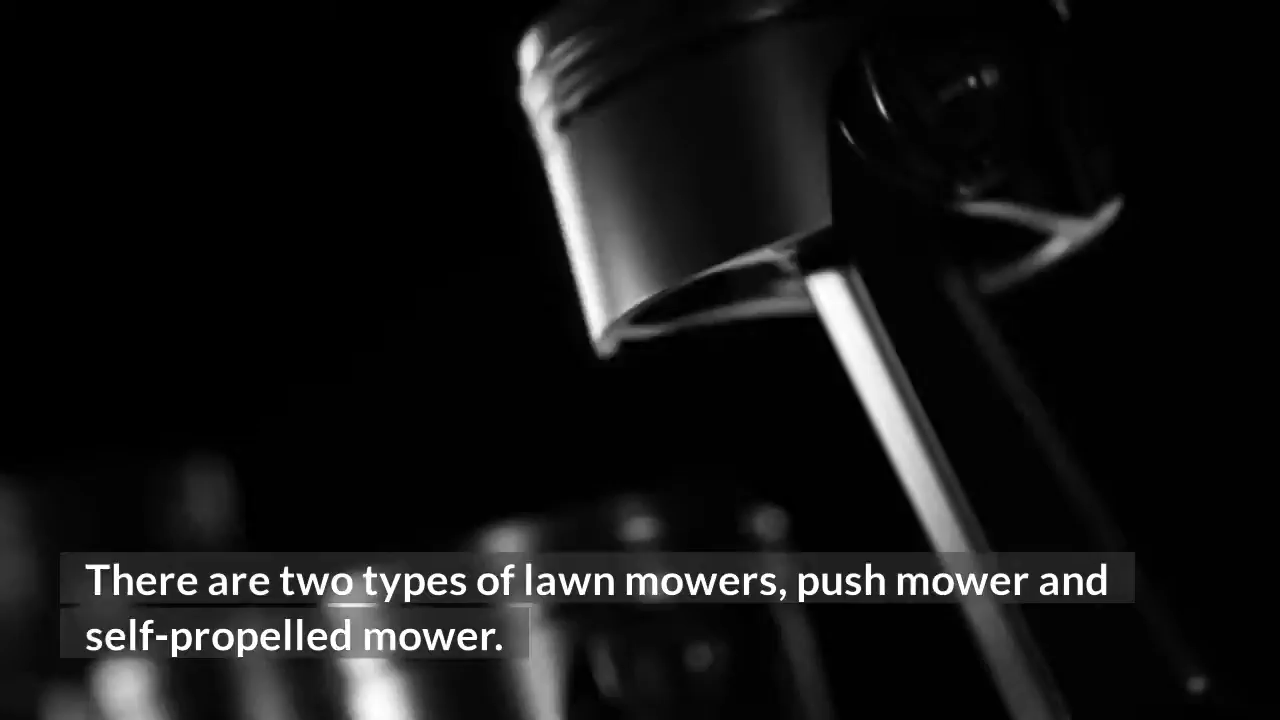 There are two types of lawn mowers, push mower and
self-propelled mower.